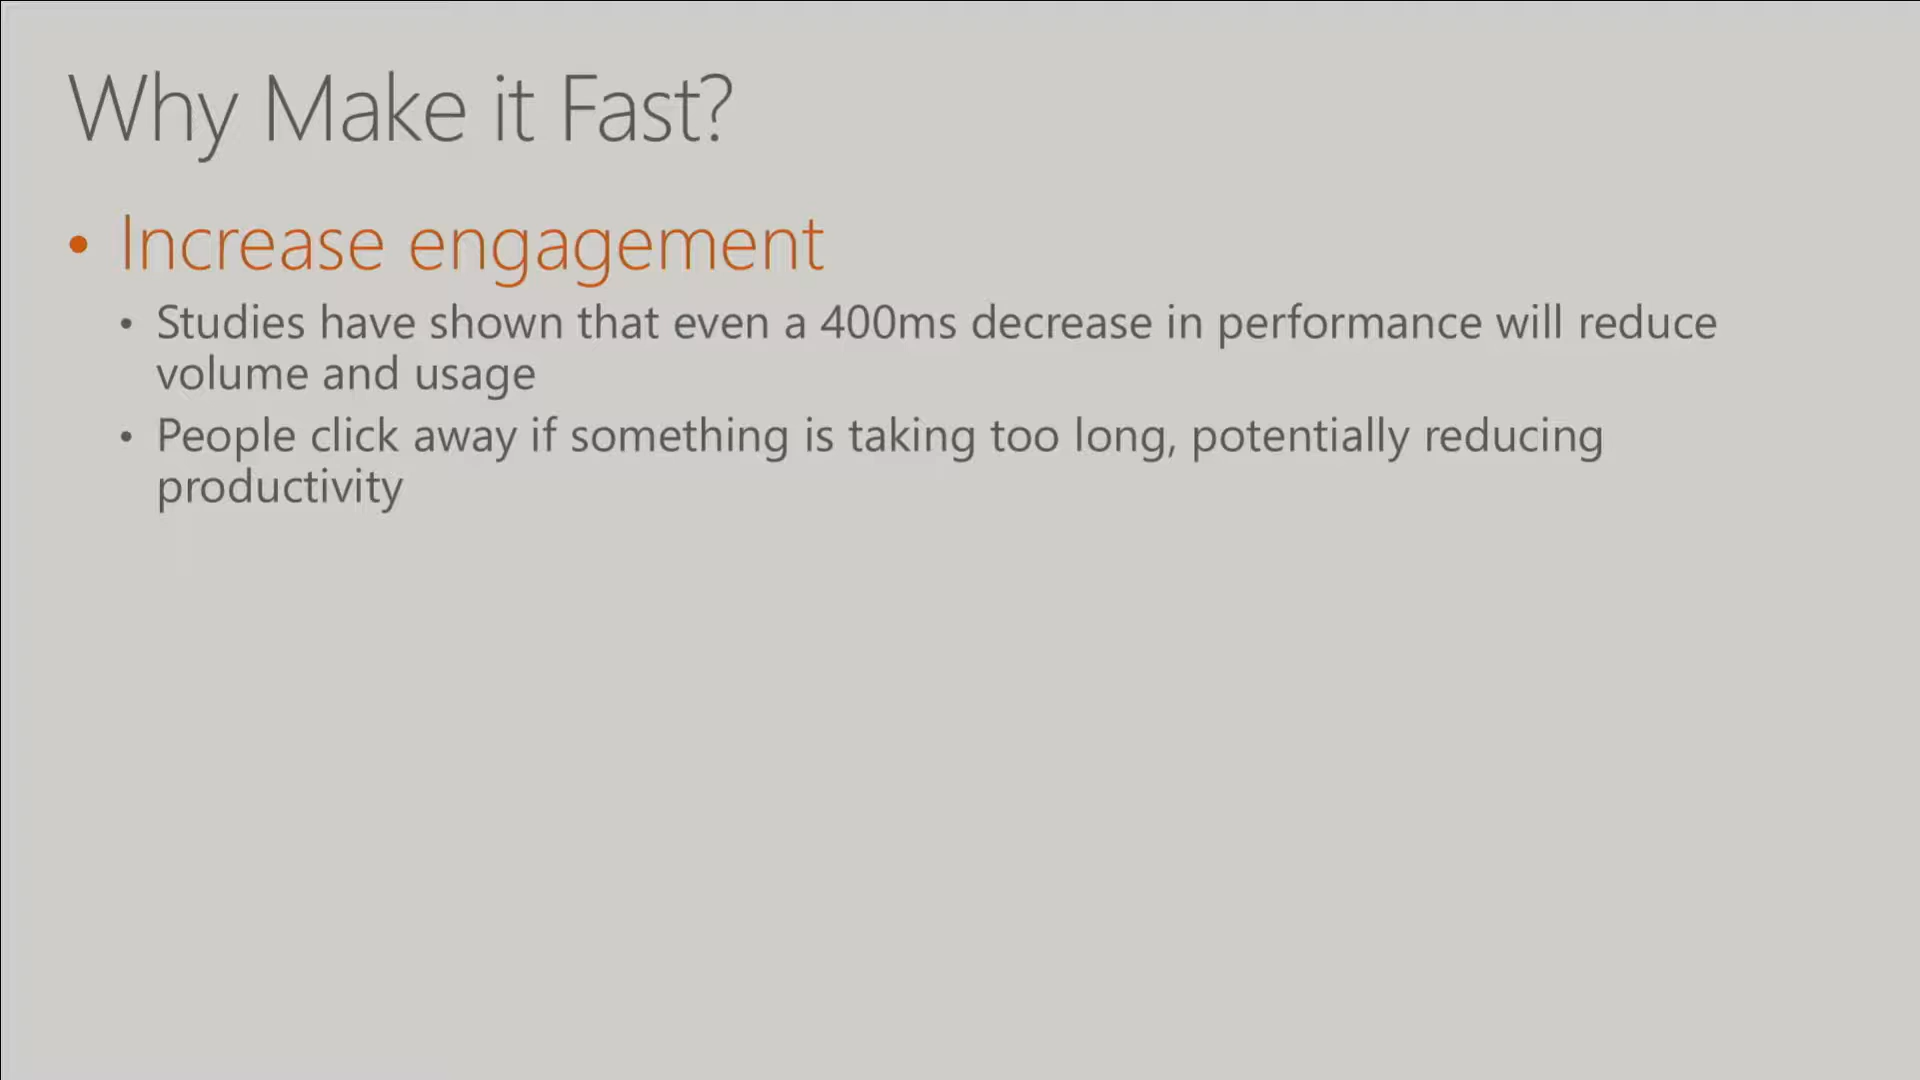 Why Make it Fast?
• Increase engagement
• Studies have shown that even a 400ms decrease in performance will reduce
volume and usage
• People click away if something is taking too long, potentially reducing
productivity